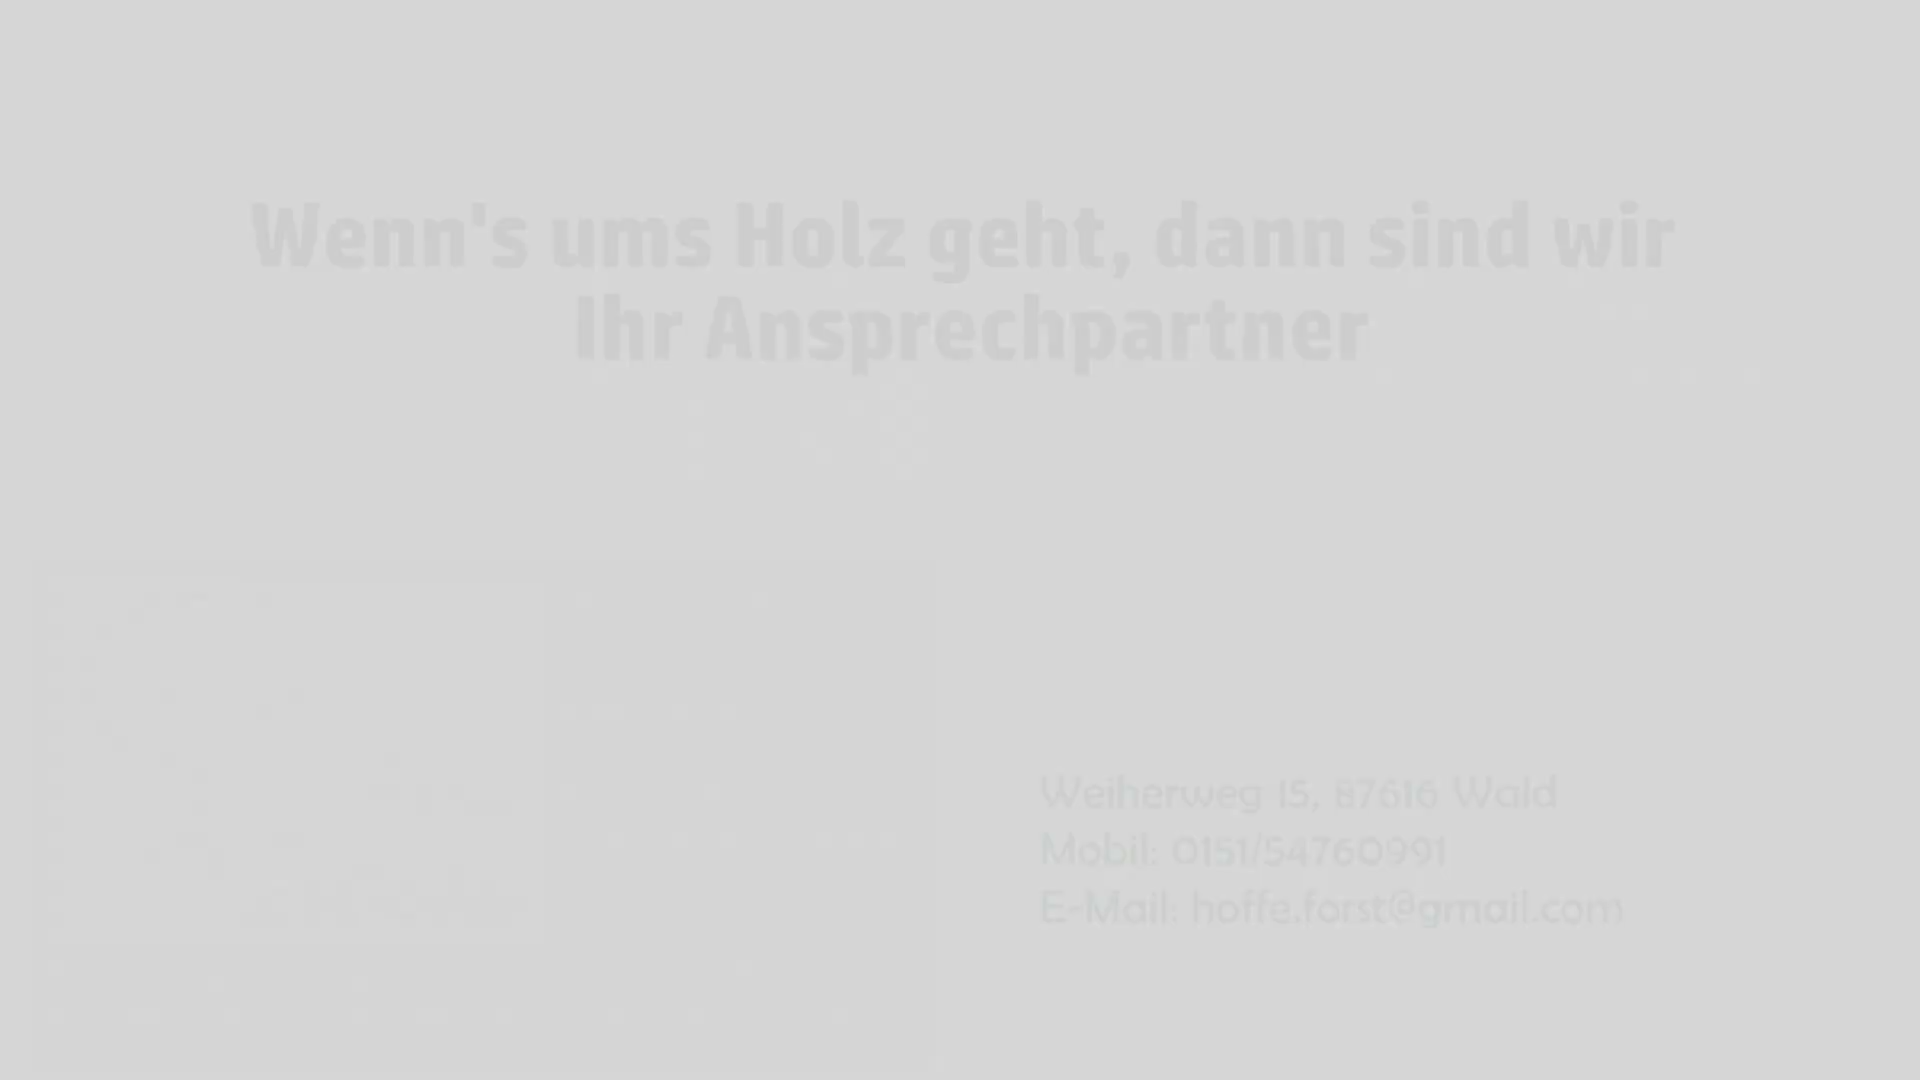 Wenn's ums Holz geht, dann sind wir
Ihr Ansprechpartner
Weiherweg 15, 87616 Wald
Mobil: 0151/54760991
E-Mail: hoffe.forst@gmail.com